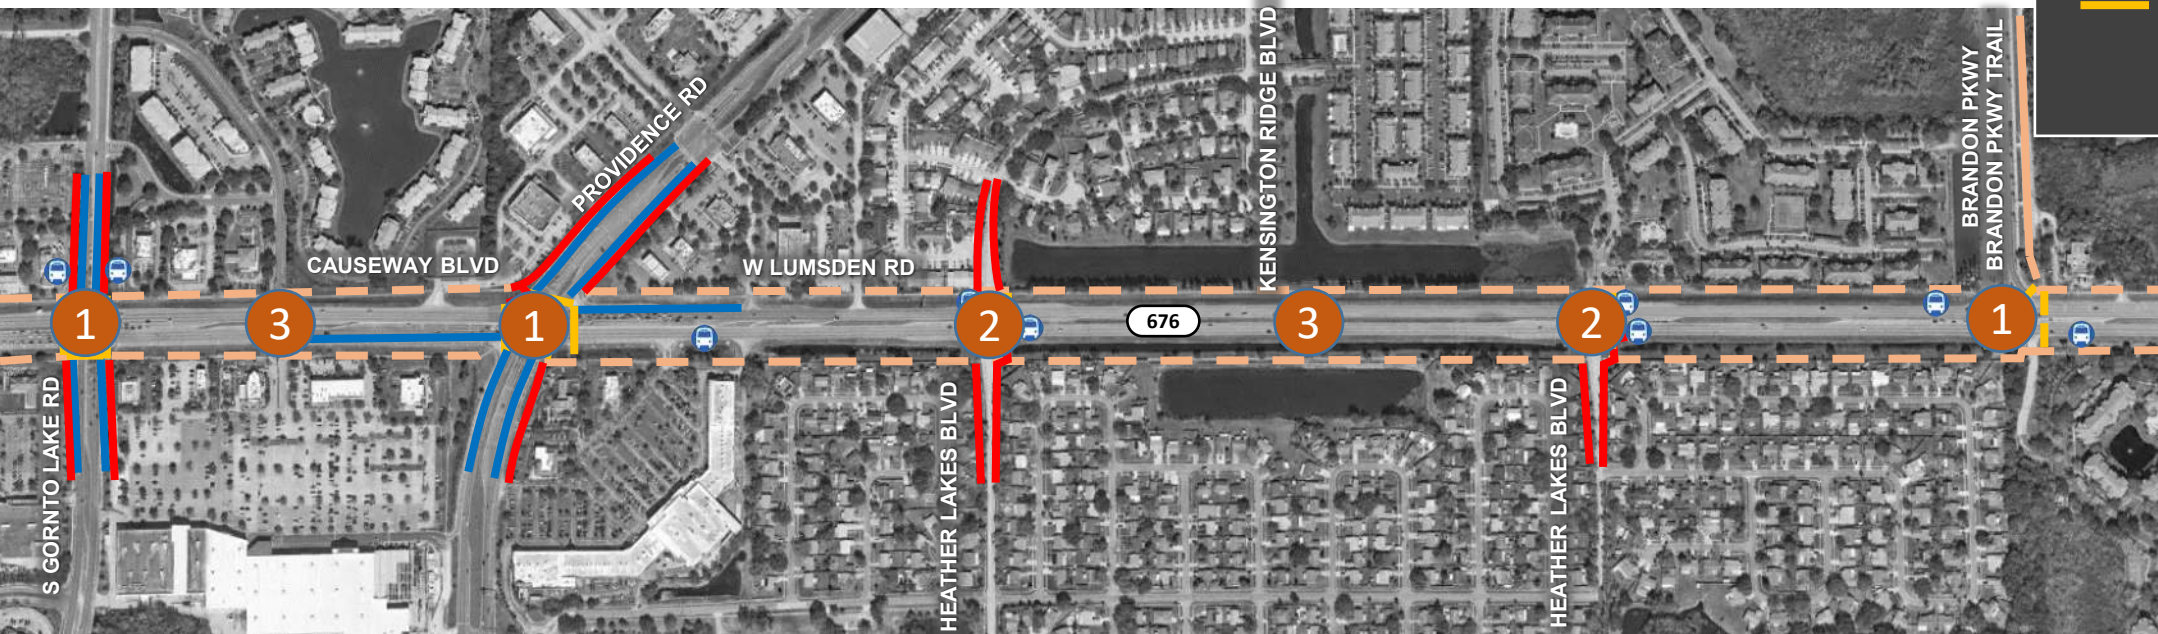 PROVIDENCE RD
KENSINGTON RIDGE BLVD
BRANDON PKWY
BRANDON PKWY TRAIL
CAUSEWAY BLVD
W LUMSDEN RD
1
3
1
2
676
3
2
1
S GORNTO LAKE RD
HEATHER LAKES BLVD
HEATHER LAKES BLVD